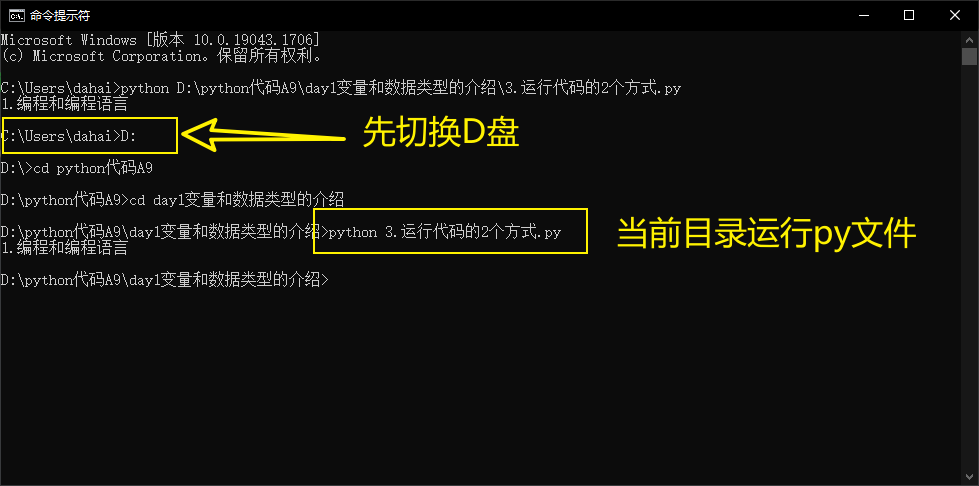 命令提示符
Microsoft Windows [版本 10.0.19043.1706]
(c) Microsoft Corporation。保留所有权利。
C:\Users\dahai>python D:\python代码A9\day1变量和数据类型的介绍\3.运行代码的2个方式.py
1.编程和编程语言
C:\Users\dahai>D:
先切换D盘
D:\>cd python代码A9
D:\python代码A9>cd day1变量和数据类型的介绍
D:\python代码A9\day1变量和数据类型的介绍>python 3.运行代码的2个方式.py
当前目录运行py文件
1.编程和编程语言
D:\python代码A9\day1变量和数据类型的介绍>